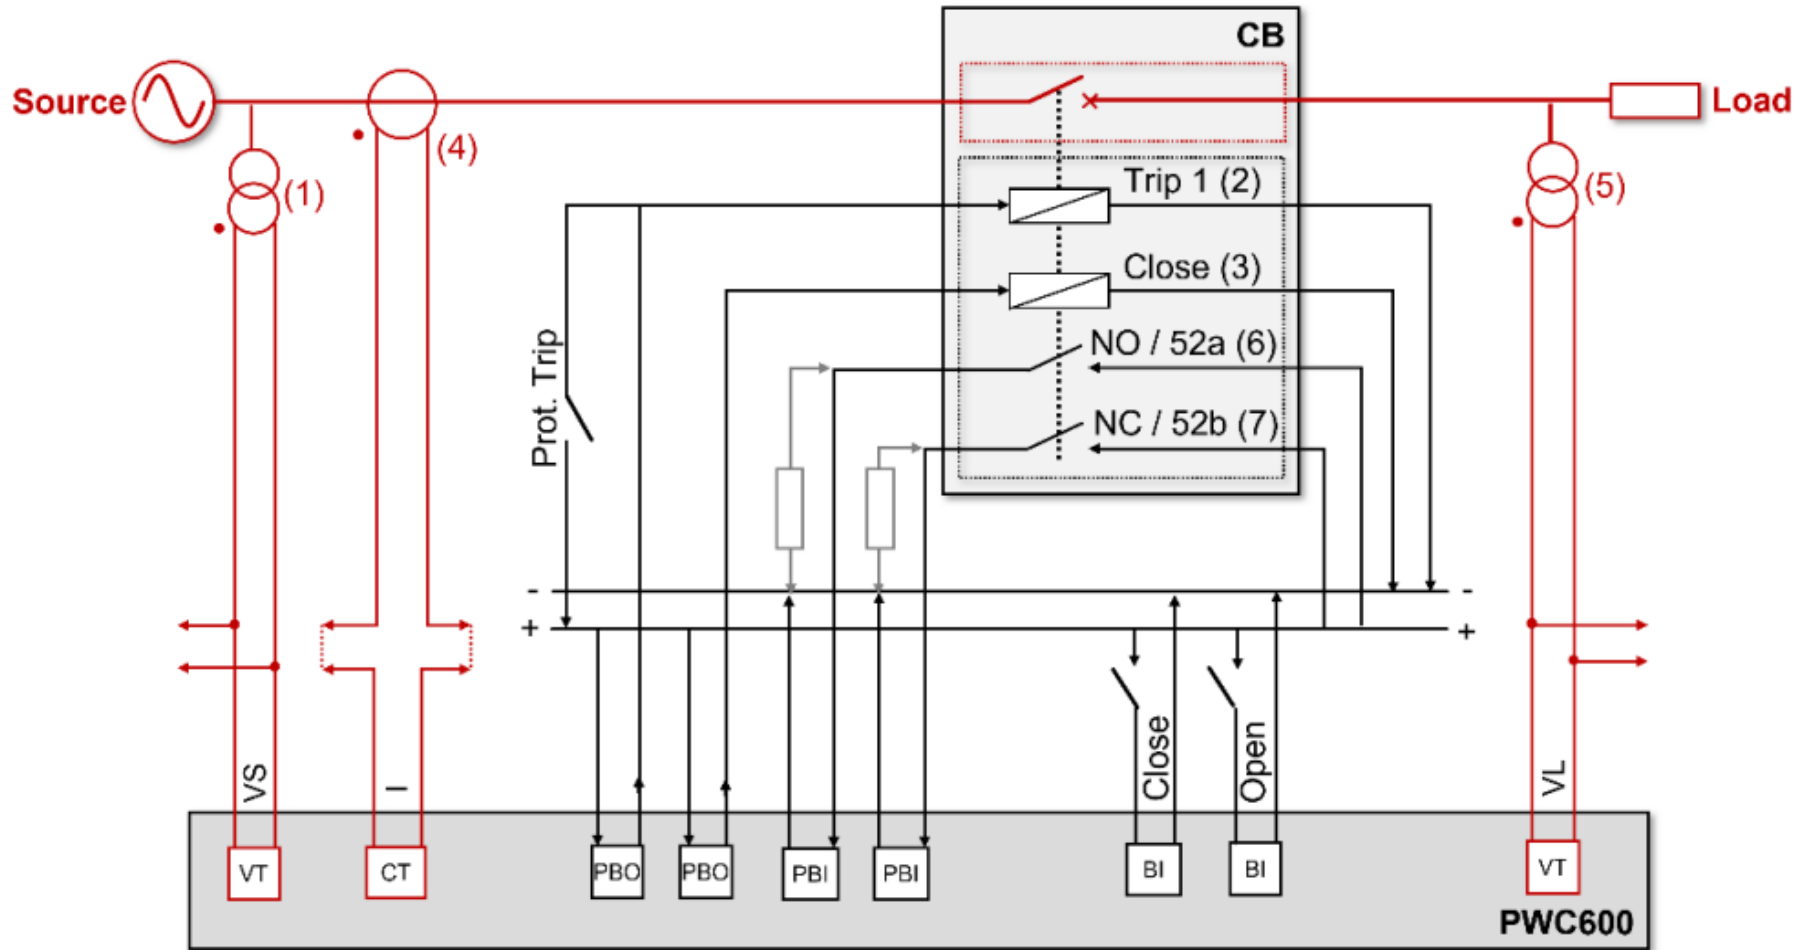 CB
Source
Load
(4)
Trip 1 (2)
(1)
(5)
Close (3)
NO / 52a (6)
Prot. Trip
NC / 52b (7)
- -
+ +
VS
I
Close
Open
VL
VT
CT
PBO
PBO
PBI
PBI
BI
BI
VT
PWC600